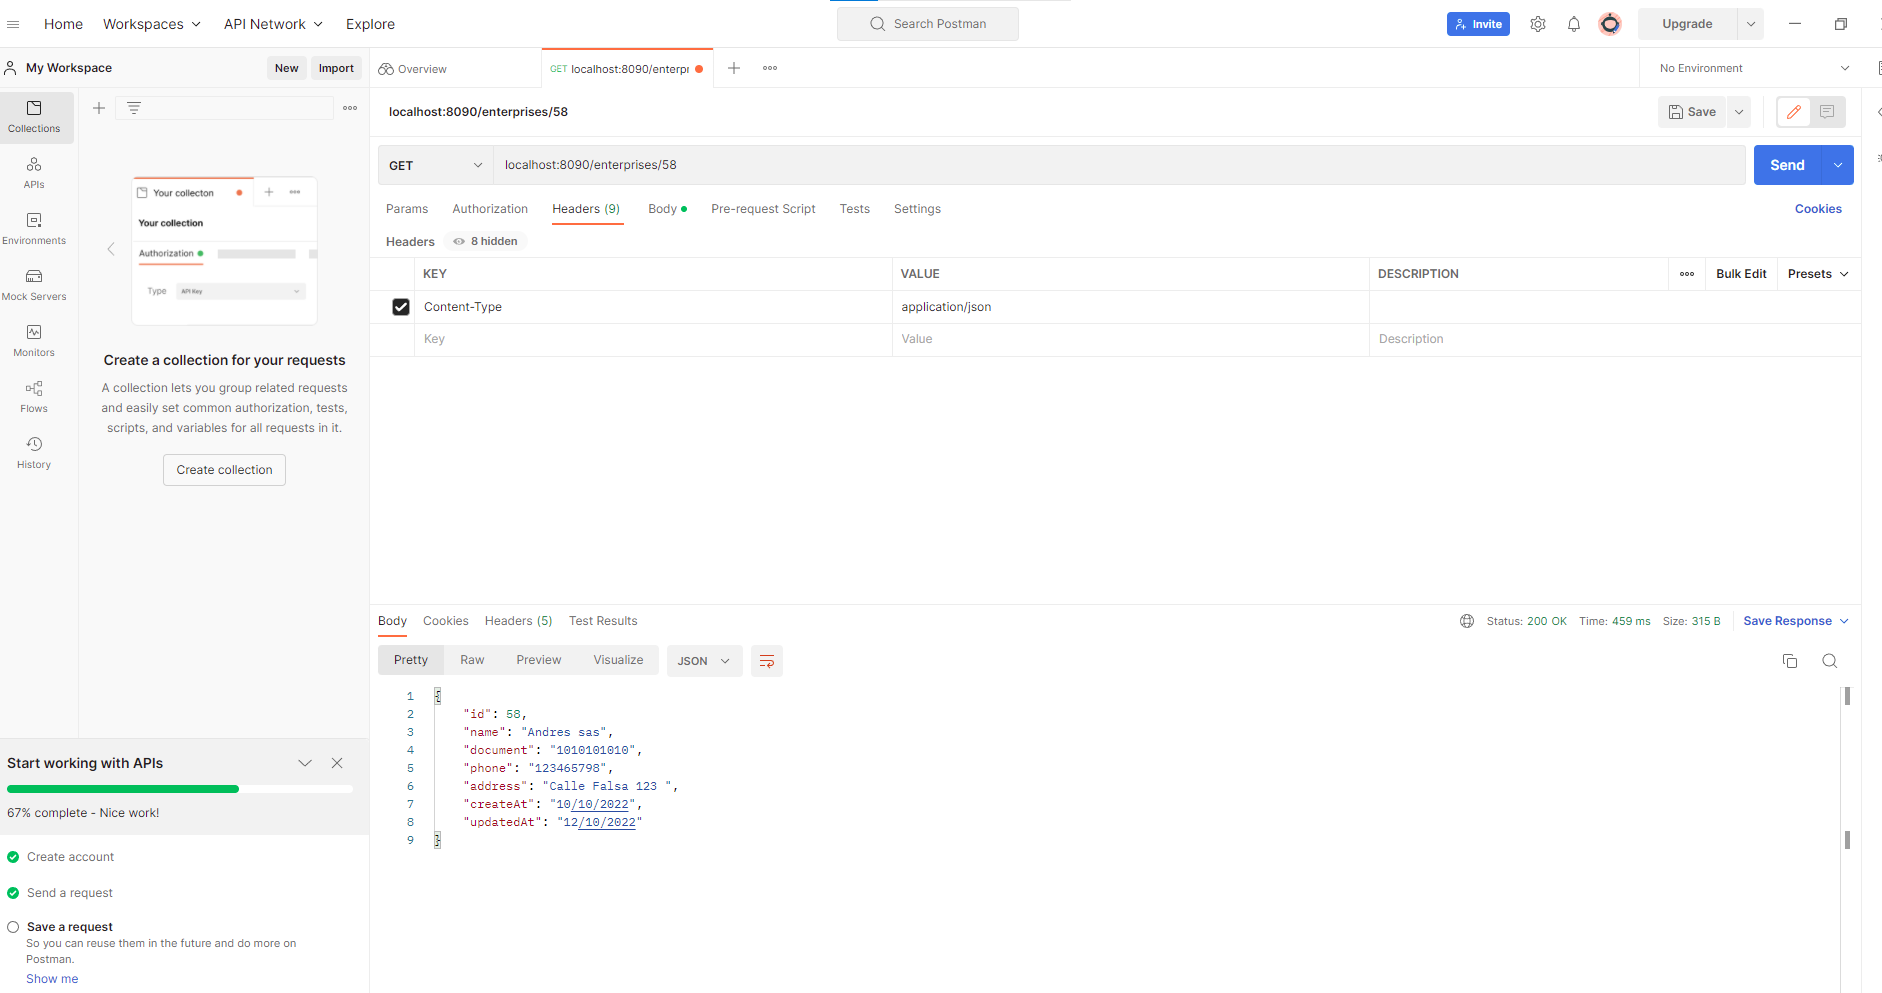 Home Workspaces API Network Explore Search Postman Invite Upgrade
My Workspace New Import Overview GET localhost:8090/enterpr No Environment
Collections
APIs
Environments
Mock Servers
Monitors
Flows
History
Your collecton
Your collection
Authorization
Type API Key
Create a collection for your requests
A collection lets you group related requests
and easily set common authorization, tests,
scripts, and variables for all requests in it.
Create collection
Start working with APIs
67% complete - Nice work!
Create account
Send a request
Save a request
So you can reuse them in the future and do more on
Postman.
Show me
localhost:8090/enterprises/58 Save
GET localhost:8090/enterprises/58 Send
Params Authorization Headers (9) Body Pre-request Script Tests Settings Cookies
Headers 8 hidden
KEY VALUE DESCRIPTION Bulk Edit Presets
Content-Type application/json
Key Value Description
Body Cookies Headers (5) Test Results Status: 200 OK Time: 459 ms Size: 315 B Save Response
Pretty Raw Preview Visualize JSON
1 {
2 "id": 58,
3 "name": "Andres sas",
4 "document": "1010101010",
5 "phone": "123465798",
6 "address": "Calle Falsa 123 ",
7 "createAt": "10/10/2022",
8 "updatedAt": "12/10/2022"
9 }